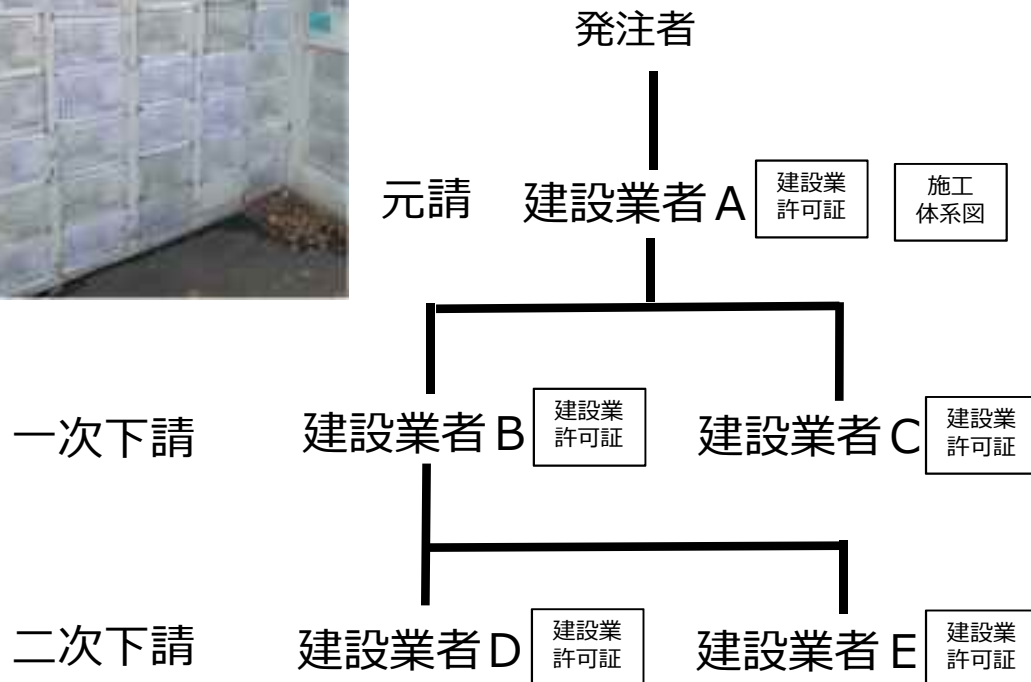 発注者
元請
建設業者A
建設業
許可証
施工
体系図
一次下請
建設業者B
建設業
許可証
建設業者C
建設業
許可証
二次下請
建設業者D
建設業
許可証
建設業者E
建設業
許可証